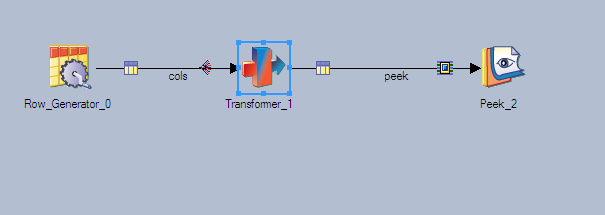 cols
peek
Row_Generator_0
Transformer_1
Peek_2